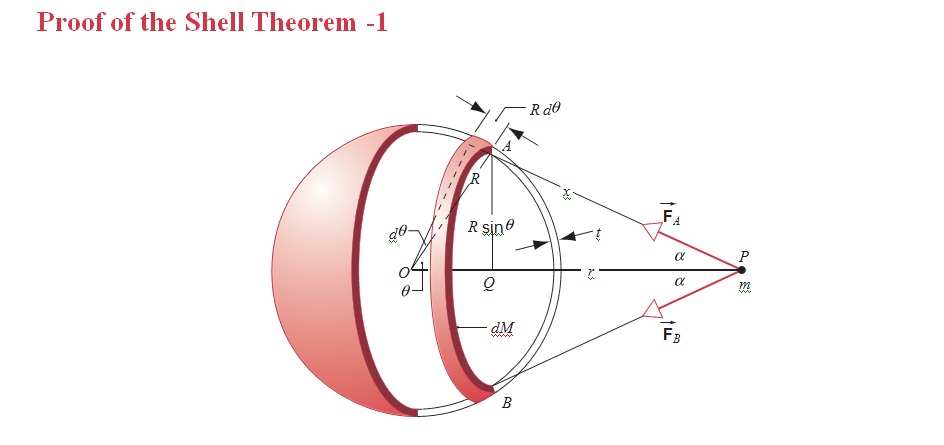 Proof of the Shell Theorem -1
R dθ
A
R
x
F_A
dθ
R sinθ
t
α
P
O
r
θ
Q
α
m
dM
F_B
B